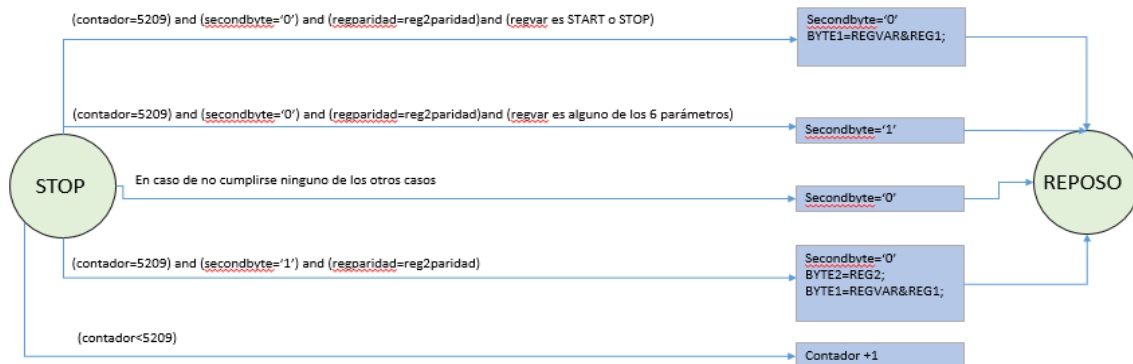 (contador=5209) and (secondbyte='0') and (regparidad=reg2paridad)and (regvar es START o STOP)
Secondbyte='0'
BYTE1=REGVAR&REG1;
(contador=5209) and (secondbyte='0') and (regparidad=reg2paridad)and (regvar es alguno de los 6 parámetros)
Secondbyte='1'
STOP
En caso de no cumplirse ninguno de los otros casos
Secondbyte='0'
REPOSO
(contador=5209) and (secondbyte='1') and (regparidad=reg2paridad)
Secondbyte='0'
BYTE2=REG2;
BYTE1=REGVAR&REG1;
(contador<5209)
Contador +1